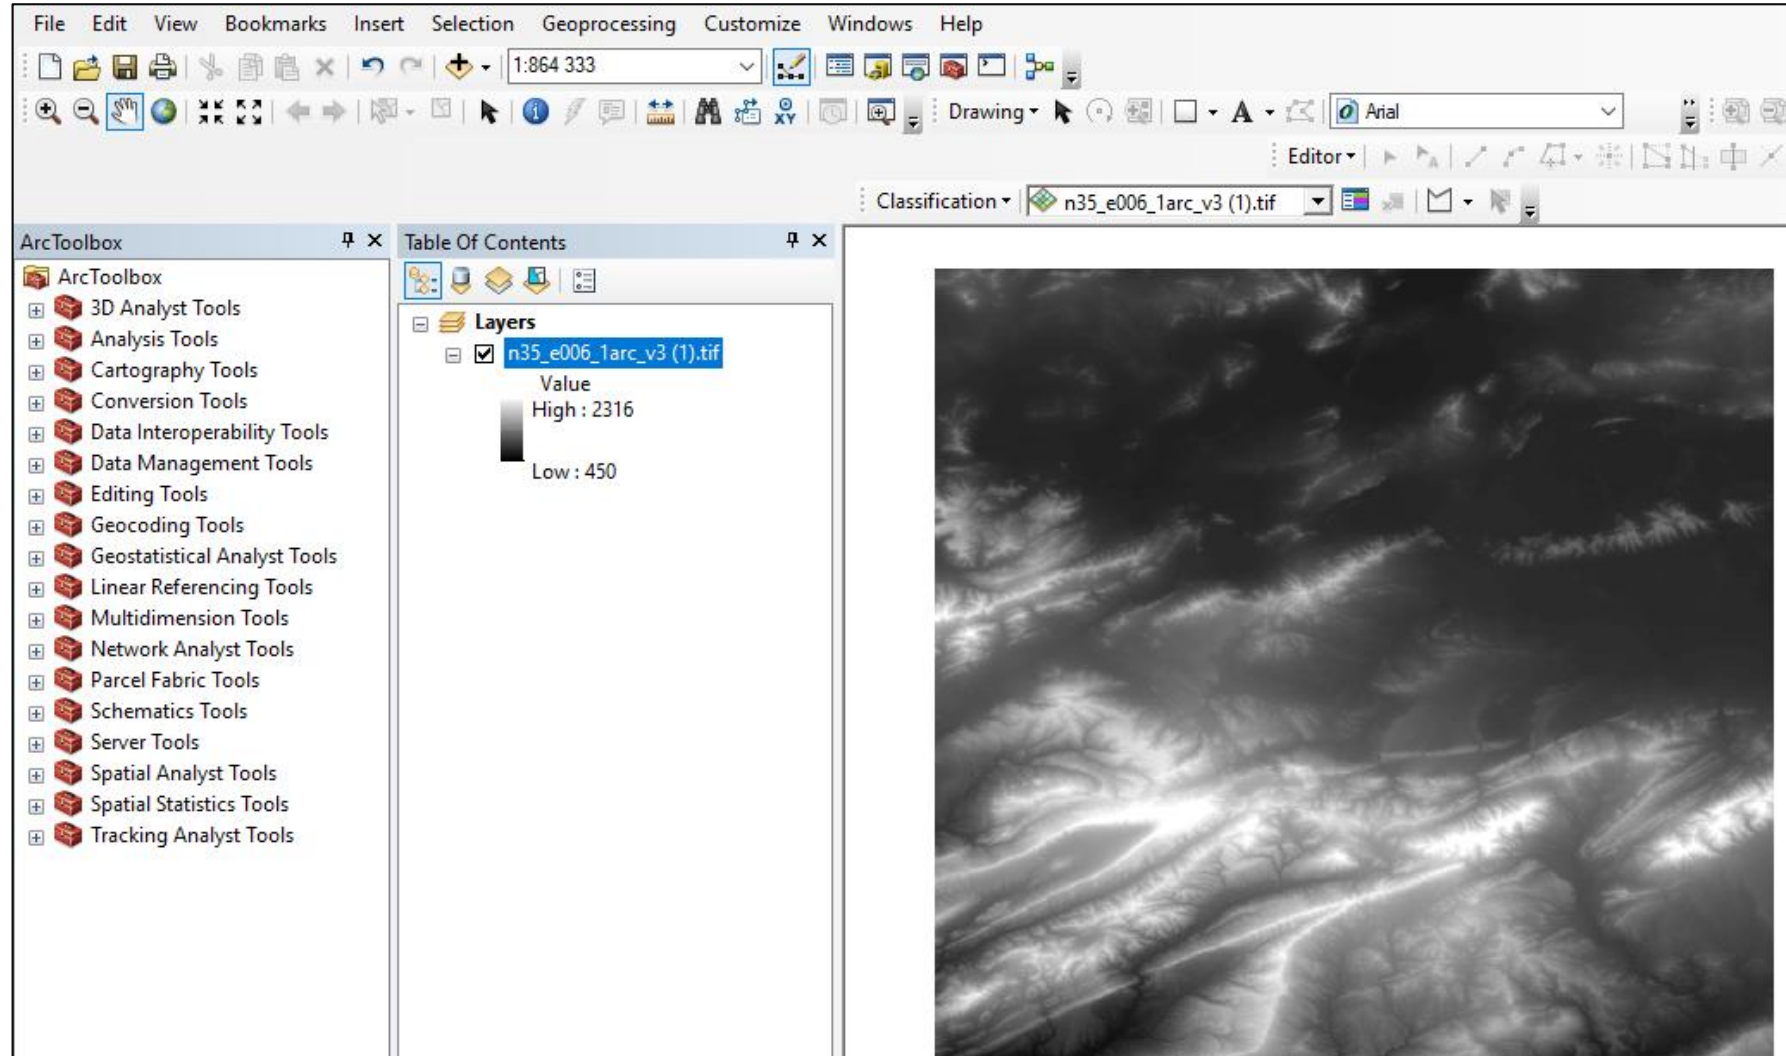 File Edit View Bookmarks Insert Selection Geoprocessing Customize Windows Help
1:864 333
XY Drawing A Arial
Editor A
Classification n35_e006_1arc_v3 (1).tif
ArcToolbox
ArcToolbox
3D Analyst Tools
Analysis Tools
Cartography Tools
Conversion Tools
Data Interoperability Tools
Data Management Tools
Editing Tools
Geocoding Tools
Geostatistical Analyst Tools
Linear Referencing Tools
Multidimension Tools
Network Analyst Tools
Parcel Fabric Tools
Schematics Tools
Server Tools
Spatial Analyst Tools
Spatial Statistics Tools
Tracking Analyst Tools
Table Of Contents
Layers
n35_e006_1arc_v3 (1).tif
Value
High : 2316
Low : 450